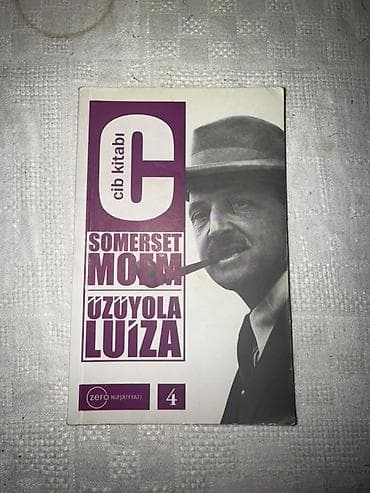 C
cib kitabı
SOMERSET
MOEM
ÜZÜYOLA
LUİZA
zero NƏŞRİYYATI
4